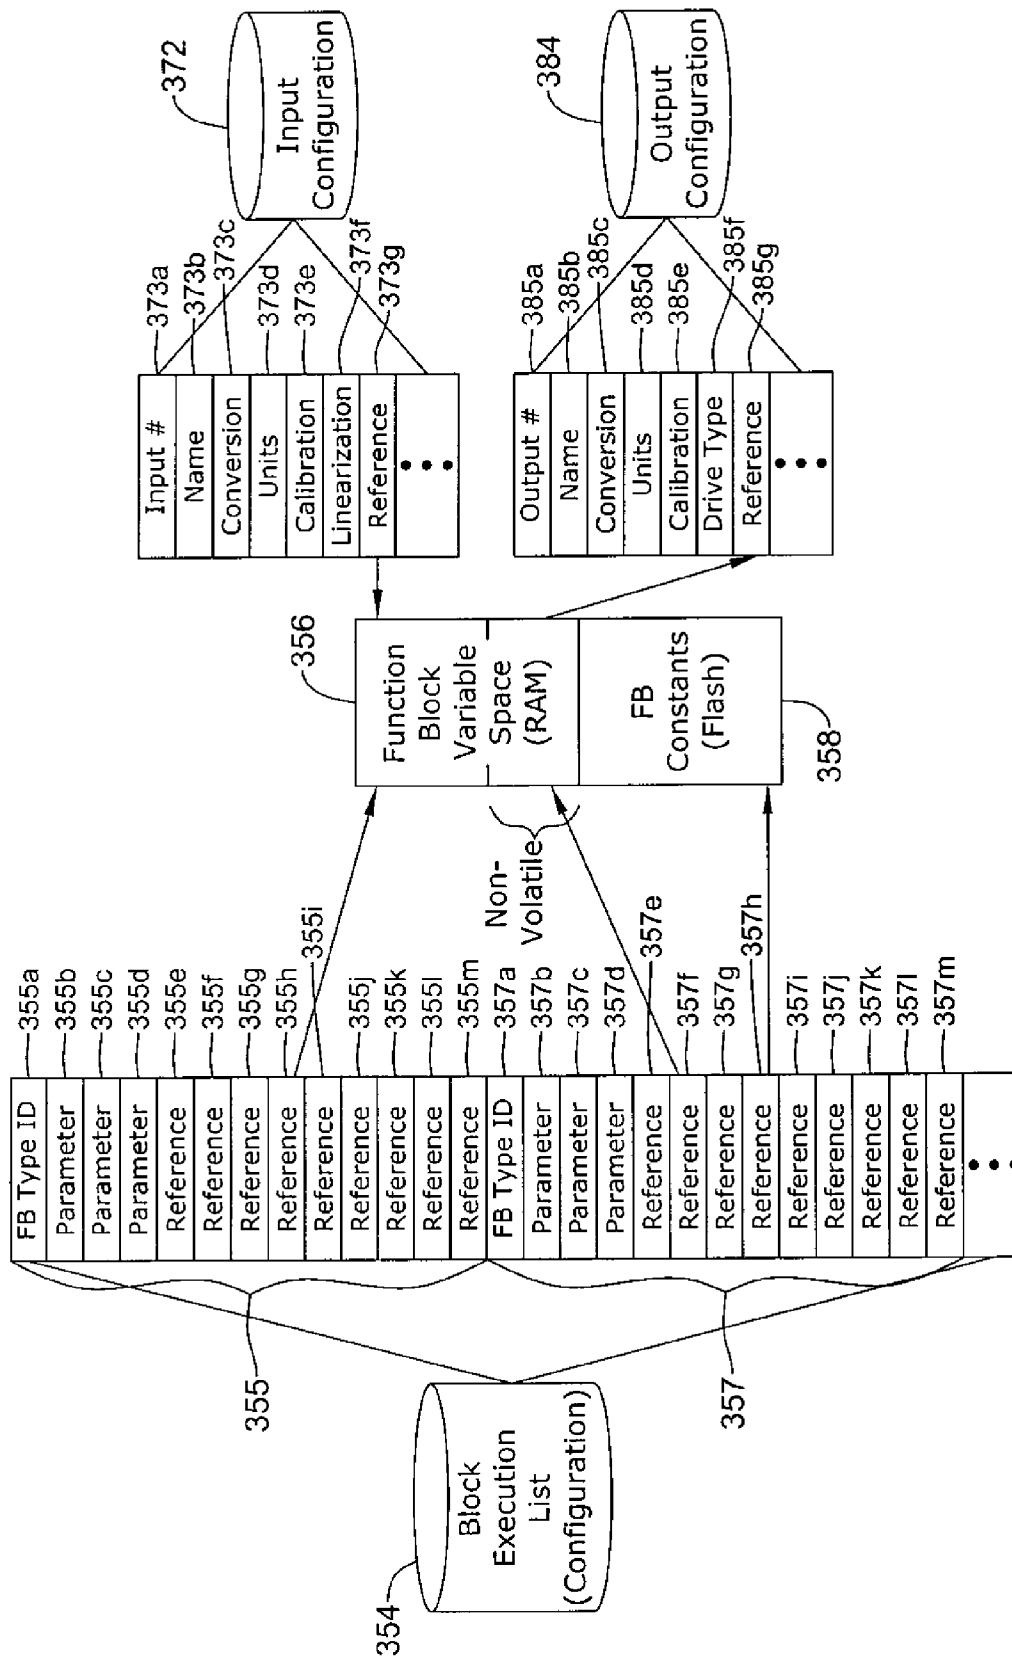 354
Block
Execution
List
(Configuration)
355
357
FB Type ID
Parameter
Parameter
Parameter
Reference
Reference
Reference
Reference
Reference
Reference
Reference
Reference
Reference
FB Type ID
Parameter
Parameter
Parameter
Reference
Reference
Reference
Reference
Reference
Reference
Reference
Reference
Reference
355a
355b
355c
355d
355e
355f
355g
355h
355i
355j
355k
355l
355m
357a
357b
357c
357d
357e
357f
357g
357h
357i
357j
357k
357l
357m
Non-
Volatile
356
Function
Block
Variable
Space
(RAM)
FB
Constants
(Flash)
358
Input #
Name
Conversion
Units
Calibration
Linearization
Reference
373a
373b
373c
373d
373e
373f
373g
372
Input
Configuration
Output #
Name
Conversion
Units
Calibration
Drive Type
Reference
385a
385b
385c
385d
385e
385f
385g
384
Output
Configuration